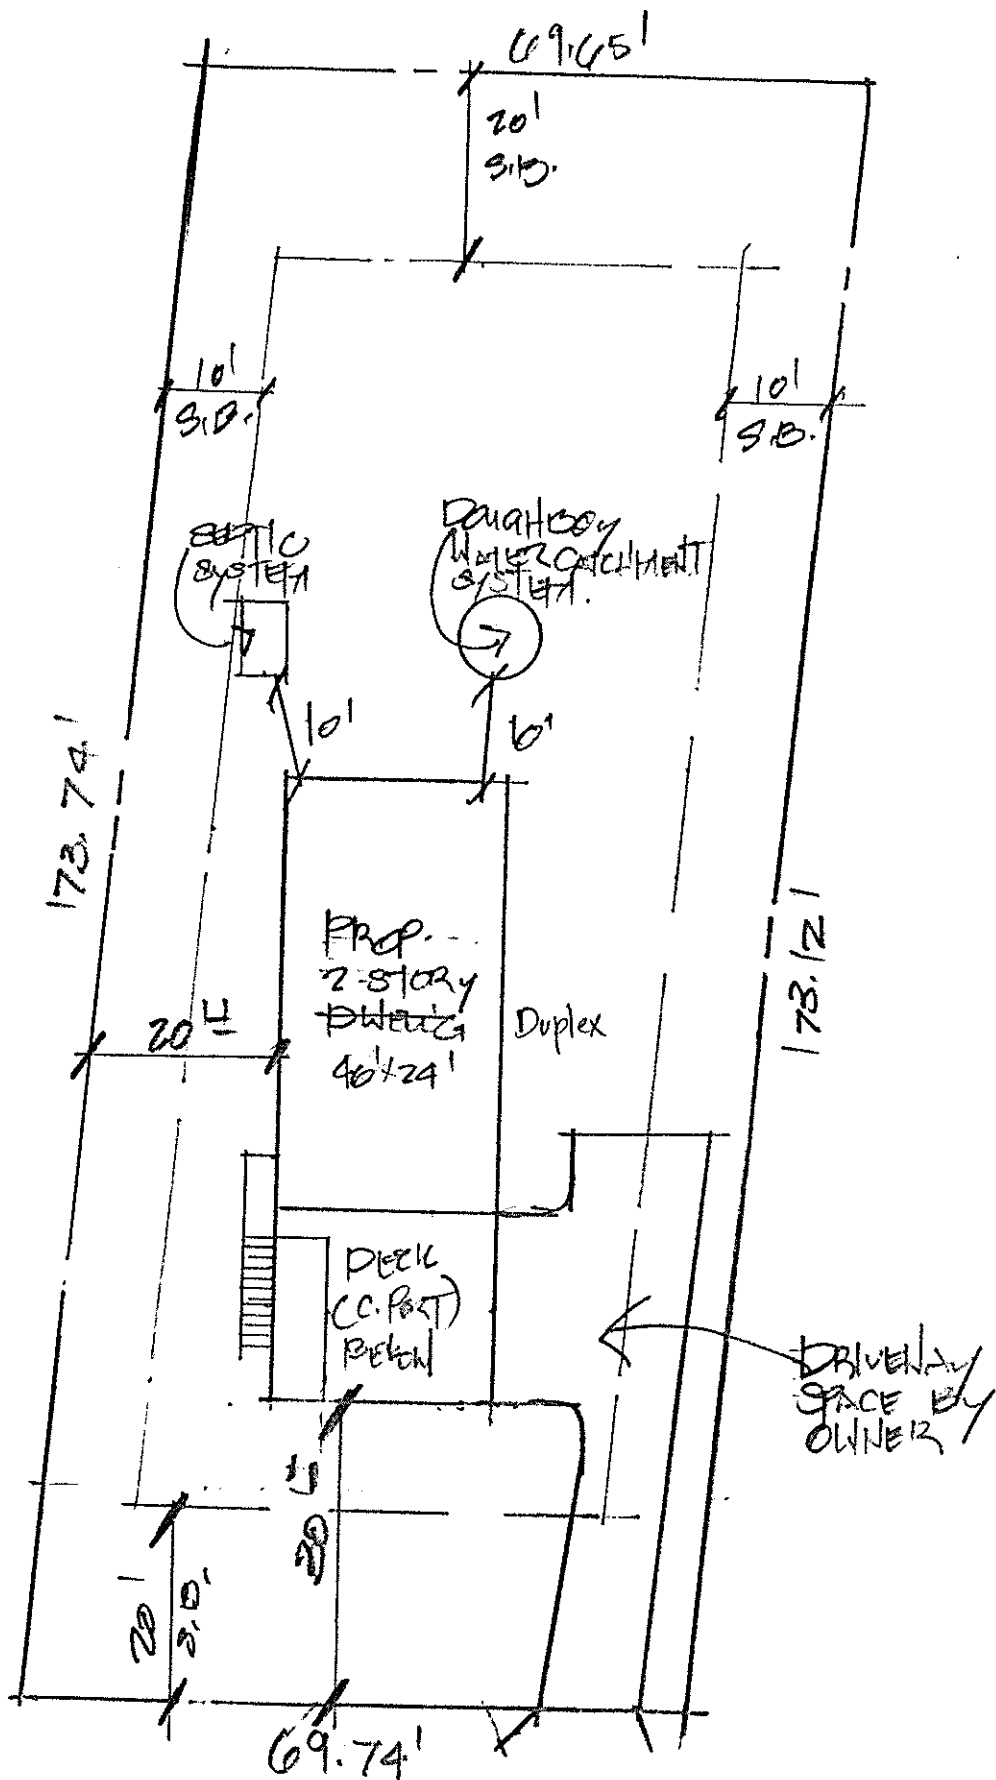 69.65'
20'
S.B.
10'
S.B.
10'
S.B.
SEPTIC
SYSTEM
DOUGHBOY
WATER CATCHMENT
SYSTEM.
10'
6'
173.74'
173.12'
PROP.
2-STORY
DWELL'G
46'x24'
Duplex
20'
DECK
(C.PORT)
BELOW
DRIVEWAY
SPACE BY
OWNER
20'
S.B.'
69.74'